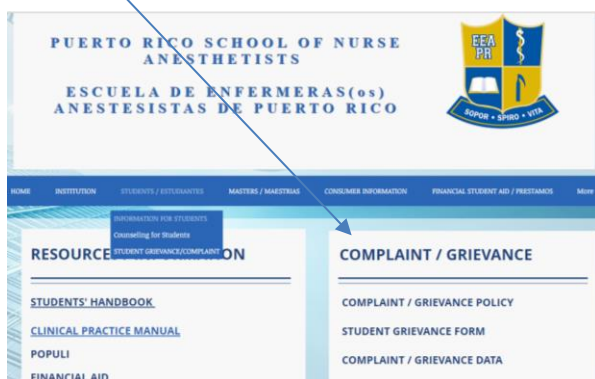 PUERTO RICO SCHOOL OF NURSE
ANESTHETISTS
ESCUELA DE ENFERMERAS(os)
ANESTESISTAS DE PUERTO RICO
EEA
PR
SOPOR • SPIRO • VITA
HOME INSTITUTION STUDENTS / ESTUDIANTES MASTERS / MAESTRIAS CONSUMER INFORMATION FINANCIAL STUDENT AID / PRESTAMOS More
INFORMATION FOR STUDENTS
Counseling for Students
STUDENT GRIEVANCE/COMPLAINT
RESOURCE ON
STUDENTS' HANDBOOK
CLINICAL PRACTICE MANUAL
POPULI
FINANCIAL AID
COMPLAINT / GRIEVANCE
COMPLAINT / GRIEVANCE POLICY
STUDENT GRIEVANCE FORM
COMPLAINT / GRIEVANCE DATA